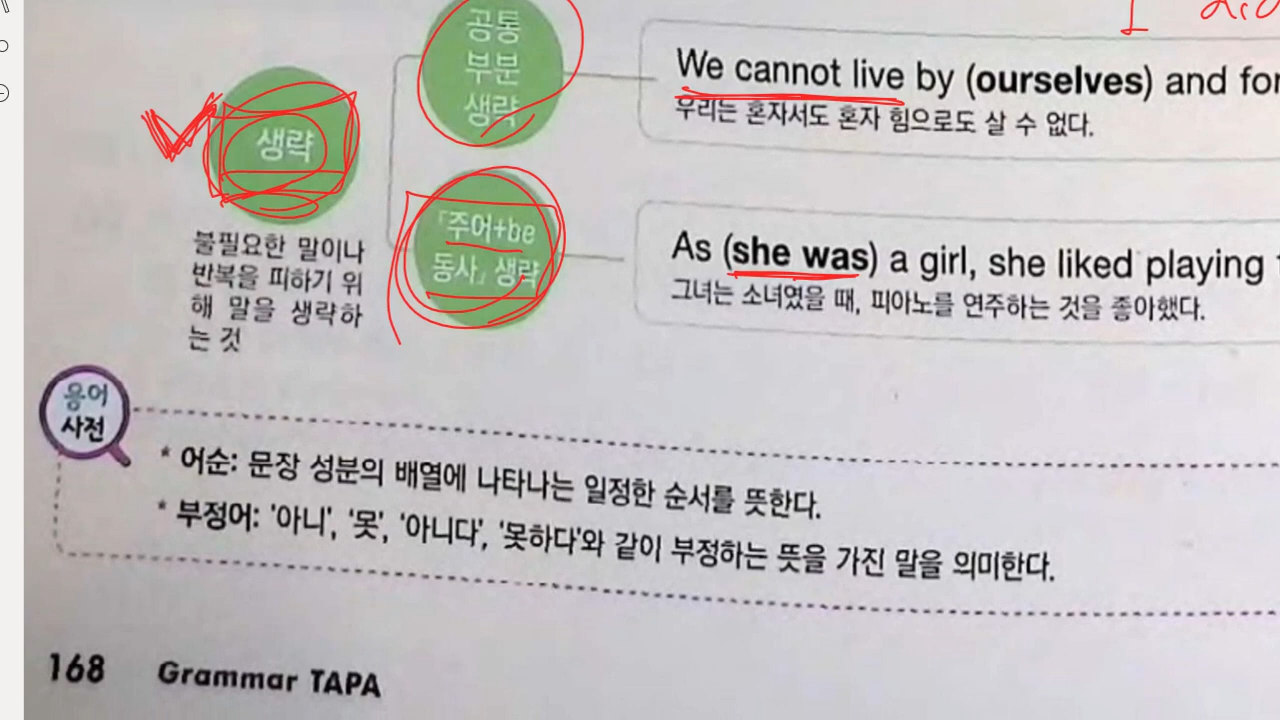 공통
부분
생략
We cannot live by (ourselves) and for
우리는 혼자서도 혼자 힘으로도 살 수 없다.
생략
불필요한 말이나
반복을 피하기 위
해 말을 생략하
는 것
「주어+be
동사」 생략
As (she was) a girl, she liked playing
그녀는 소녀였을 때, 피아노를 연주하는 것을 좋아했다.
용어
사전
* 어순: 문장 성분의 배열에 나타나는 일정한 순서를 뜻한다.
* 부정어: '아니', '못', '아니다', '못하다'와 같이 부정하는 뜻을 가진 말을 의미한다.
168 Grammar TAPA